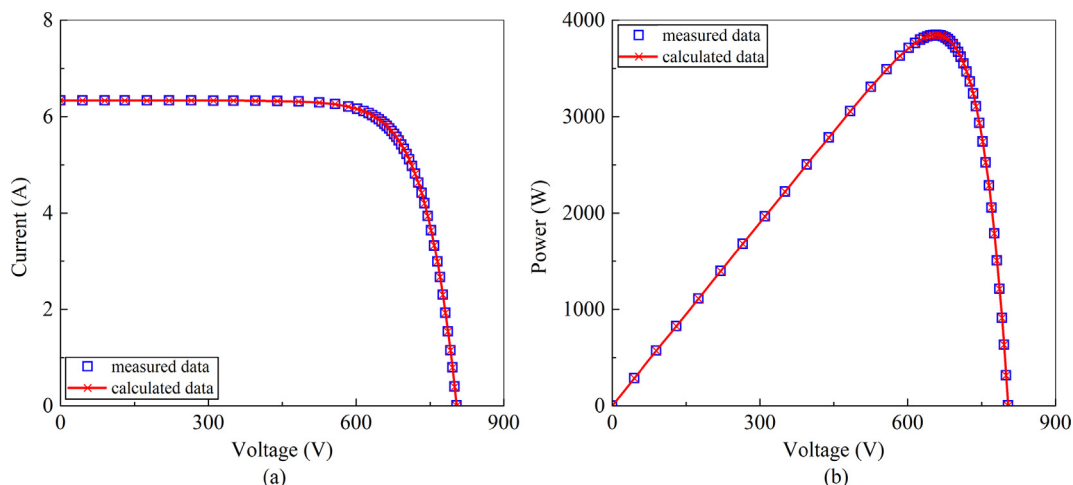 8
6
4
2
0
Current (A)
measured data
calculated data
0
300
600
900
Voltage (V)
(a)
4000
3000
2000
1000
0
Power (W)
measured data
calculated data
0
300
600
900
Voltage (V)
(b)